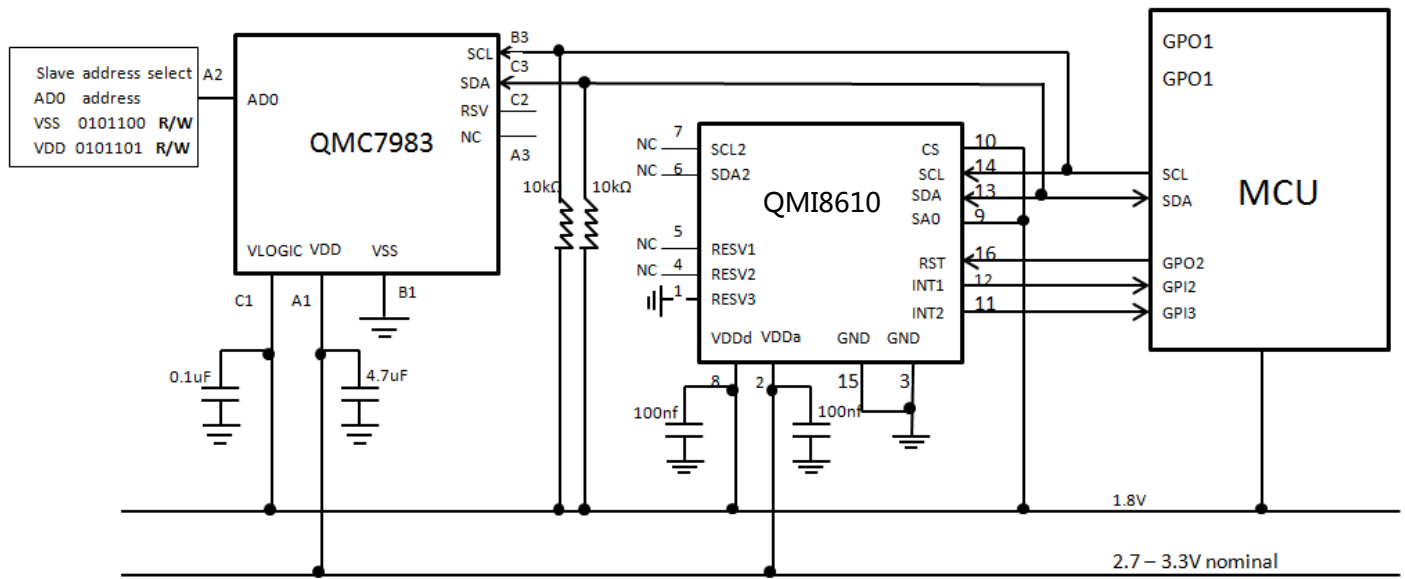 Slave address select
AD0 address
VSS 0101100 R/W
VDD 0101101 R/W
A2
AD0
QMC7983
SCL
SDA
RSV
NC
B3
C3
C2
A3
VLOGIC
VDD
VSS
C1
A1
B1
0.1uF
4.7uF
10kΩ
10kΩ
NC
7
SCL2
NC
6
SDA2
NC
5
RESV1
NC
4
RESV2
1
RESV3
QMI8610
CS
10
SCL
14
SDA
13
SA0
9
RST
16
INT1
12
INT2
11
VDDd
VDDa
GND
GND
8
2
15
3
100nf
100nf
GPO1
GPO1
SCL
SDA
MCU
GPO2
GPI2
GPI3
1.8V
2.7 – 3.3V nominal